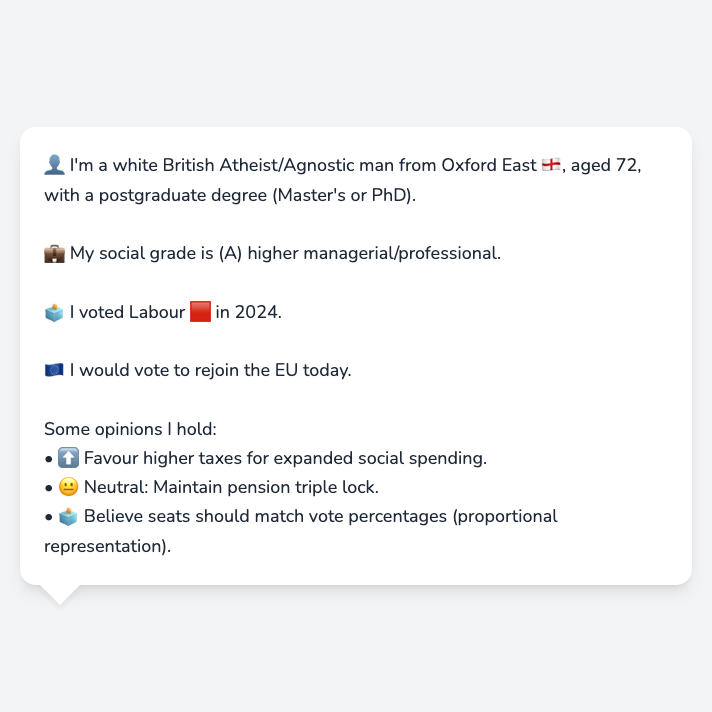 👤 I'm a white British Atheist/Agnostic man from Oxford East 🏴󠁧󠁢󠁥󠁮󠁧󠁿, aged 72,
with a postgraduate degree (Master's or PhD).
💼 My social grade is (A) higher managerial/professional.
🗳️ I voted Labour 🟥 in 2024.
🇪🇺 I would vote to rejoin the EU today.
Some opinions I hold:
• ⬆️ Favour higher taxes for expanded social spending.
• 😐 Neutral: Maintain pension triple lock.
• 🗳️ Believe seats should match vote percentages (proportional
representation).